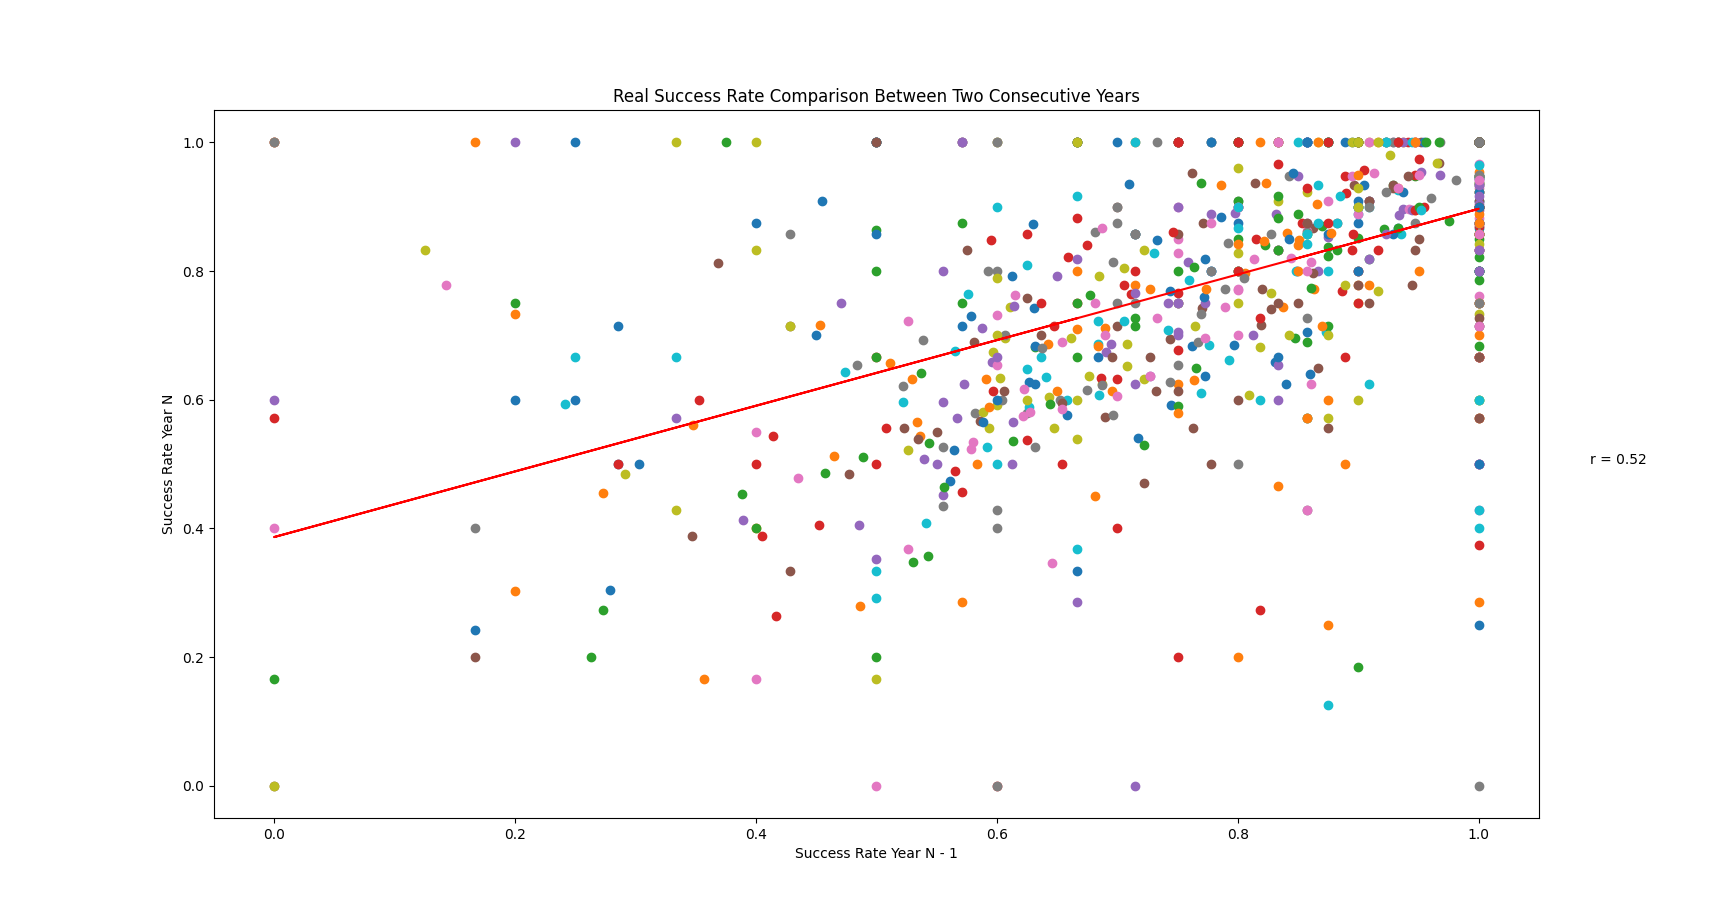 Real Success Rate Comparison Between Two Consecutive Years
1.0
0.8
0.6
0.4
0.2
0.0
Success Rate Year N
r = 0.52
0.0 0.2 0.4 0.6 0.8 1.0
Success Rate Year N - 1